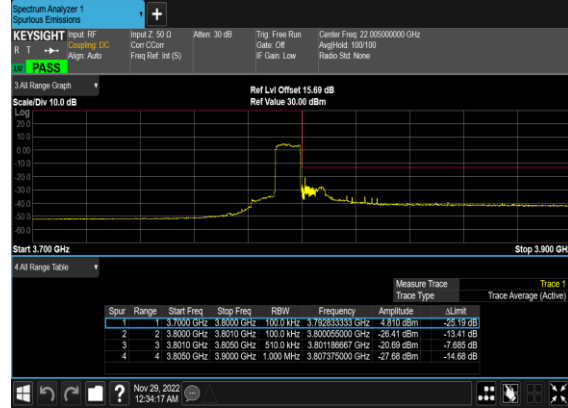 Spectrum Analyzer 1
Spurious Emissions
+
KEYSIGHT Input: RF Input Z: 50 Ω Atten: 30 dB Trig: Free Run Center Freq: 22.005000000 GHz
R T Coupling: DC Corr CCorr Gate: Off Avg|Hold: 100/100
Align: Auto Freq Ref: Int (S) IF Gain: Low Radio Std: None
PASS
3 All Range Graph
Ref Lvl Offset 15.69 dB
Scale/Div 10.0 dB Ref Value 30.00 dBm
Log
20.0
10.0
0.00
-10.0
-20.0
-30.0
-40.0
-50.0
-60.0
Start 3.700 GHz Stop 3.900 GH
4 All Range Table
Measure Trace Trace 1
Trace Type Trace Average (Active)
Spur Range Start Freq Stop Freq RBW Frequency Amplitude ΔLimit
1 1 3.7000 GHz 3.8000 GHz 100.0 kHz 3.792833333 GHz 4.810 dBm -25.19 dB
2 2 3.8000 GHz 3.8010 GHz 100.0 kHz 3.800055000 GHz -26.41 dBm -13.41 dB
3 3 3.8010 GHz 3.8050 GHz 510.0 kHz 3.801186667 GHz -20.69 dBm -7.685 dB
4 4 3.8050 GHz 3.9000 GHz 1.000 MHz 3.807375000 GHz -27.68 dBm -14.68 dB
? Nov 29, 2022
12:34:17 AM